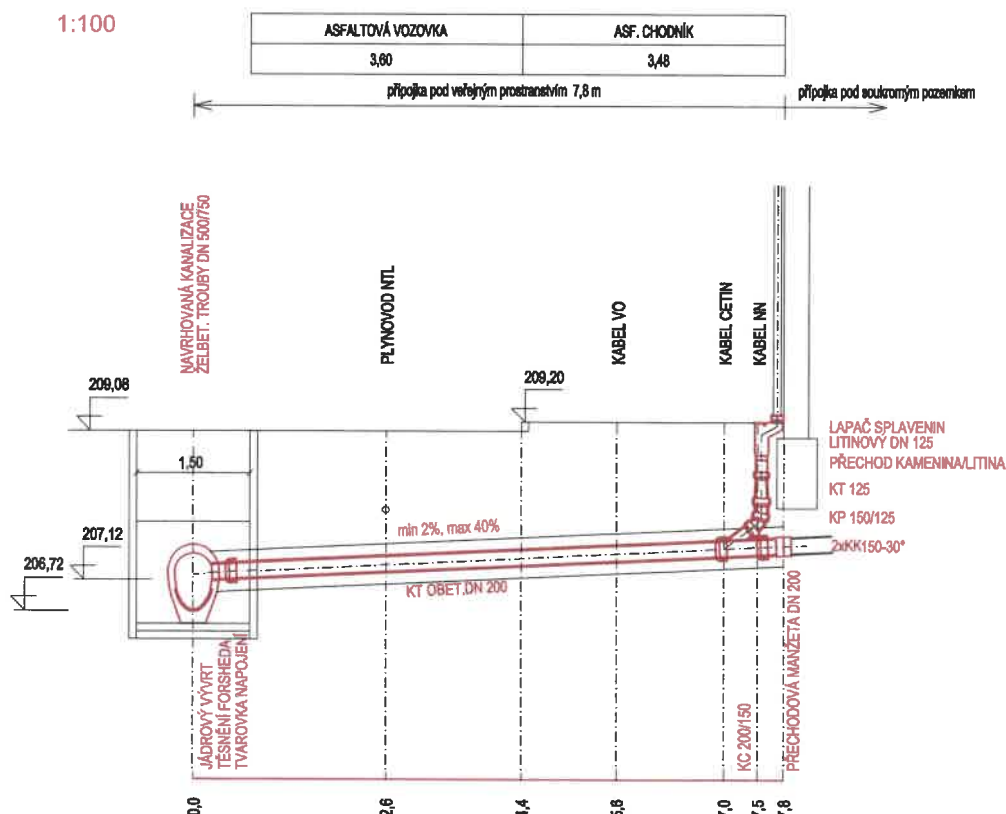 1:100
ASFALTOVÁ VOZOVKA
ASF. CHODNÍK
3,60
3,48
přípojka pod veřejným prostranstvím 7,8 m
přípojka pod soukromým pozemkem
NAVRHOVANÁ KANALIZACE
ŽELBET. TROUBY DN 500/750
PLYNOVOD NTL
KABEL VO
KABEL CETIN
KABEL NN
209,08
209,20
LAPAČ SPLAVENIN
LITINOVÝ DN 125
PŘECHOD KAMENINA/LITINA
KT 125
KP 150/125
2xKK150-30°
1,50
min 2%, max 40%
207,12
206,72
KT OBET.DN 200
JÁDROVÝ VÝVRT
TĚSNĚNÍ FORSHEDA
TVAROVKA NAPOJENÍ
KC 200/150
PŘECHODOVÁ MANŽETA DN 200
0,0
2,6
4,4
7,0
7,5
7,8